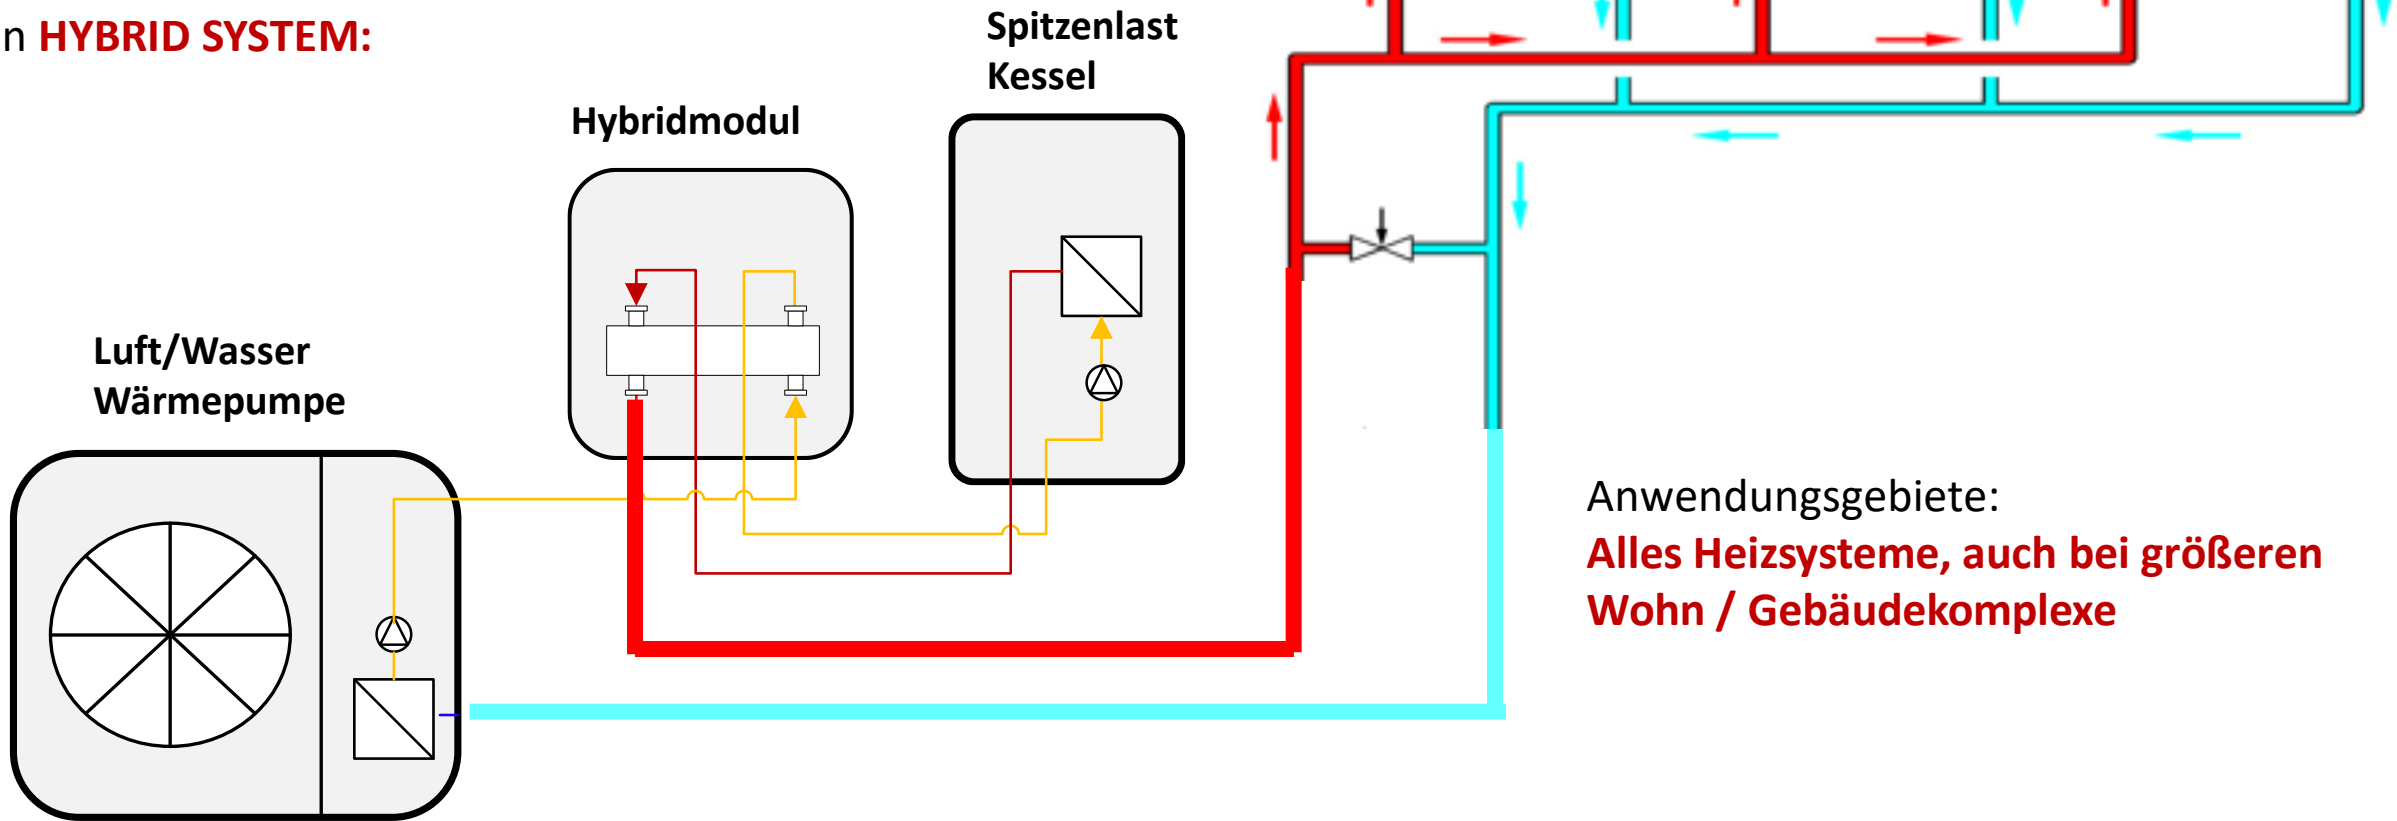 n HYBRID SYSTEM:
Spitzenlast
Kessel
Hybridmodul
Luft/Wasser
Wärmepumpe
Anwendungsgebiete:
Alles Heizsysteme, auch bei größeren
Wohn / Gebäudekomplexe